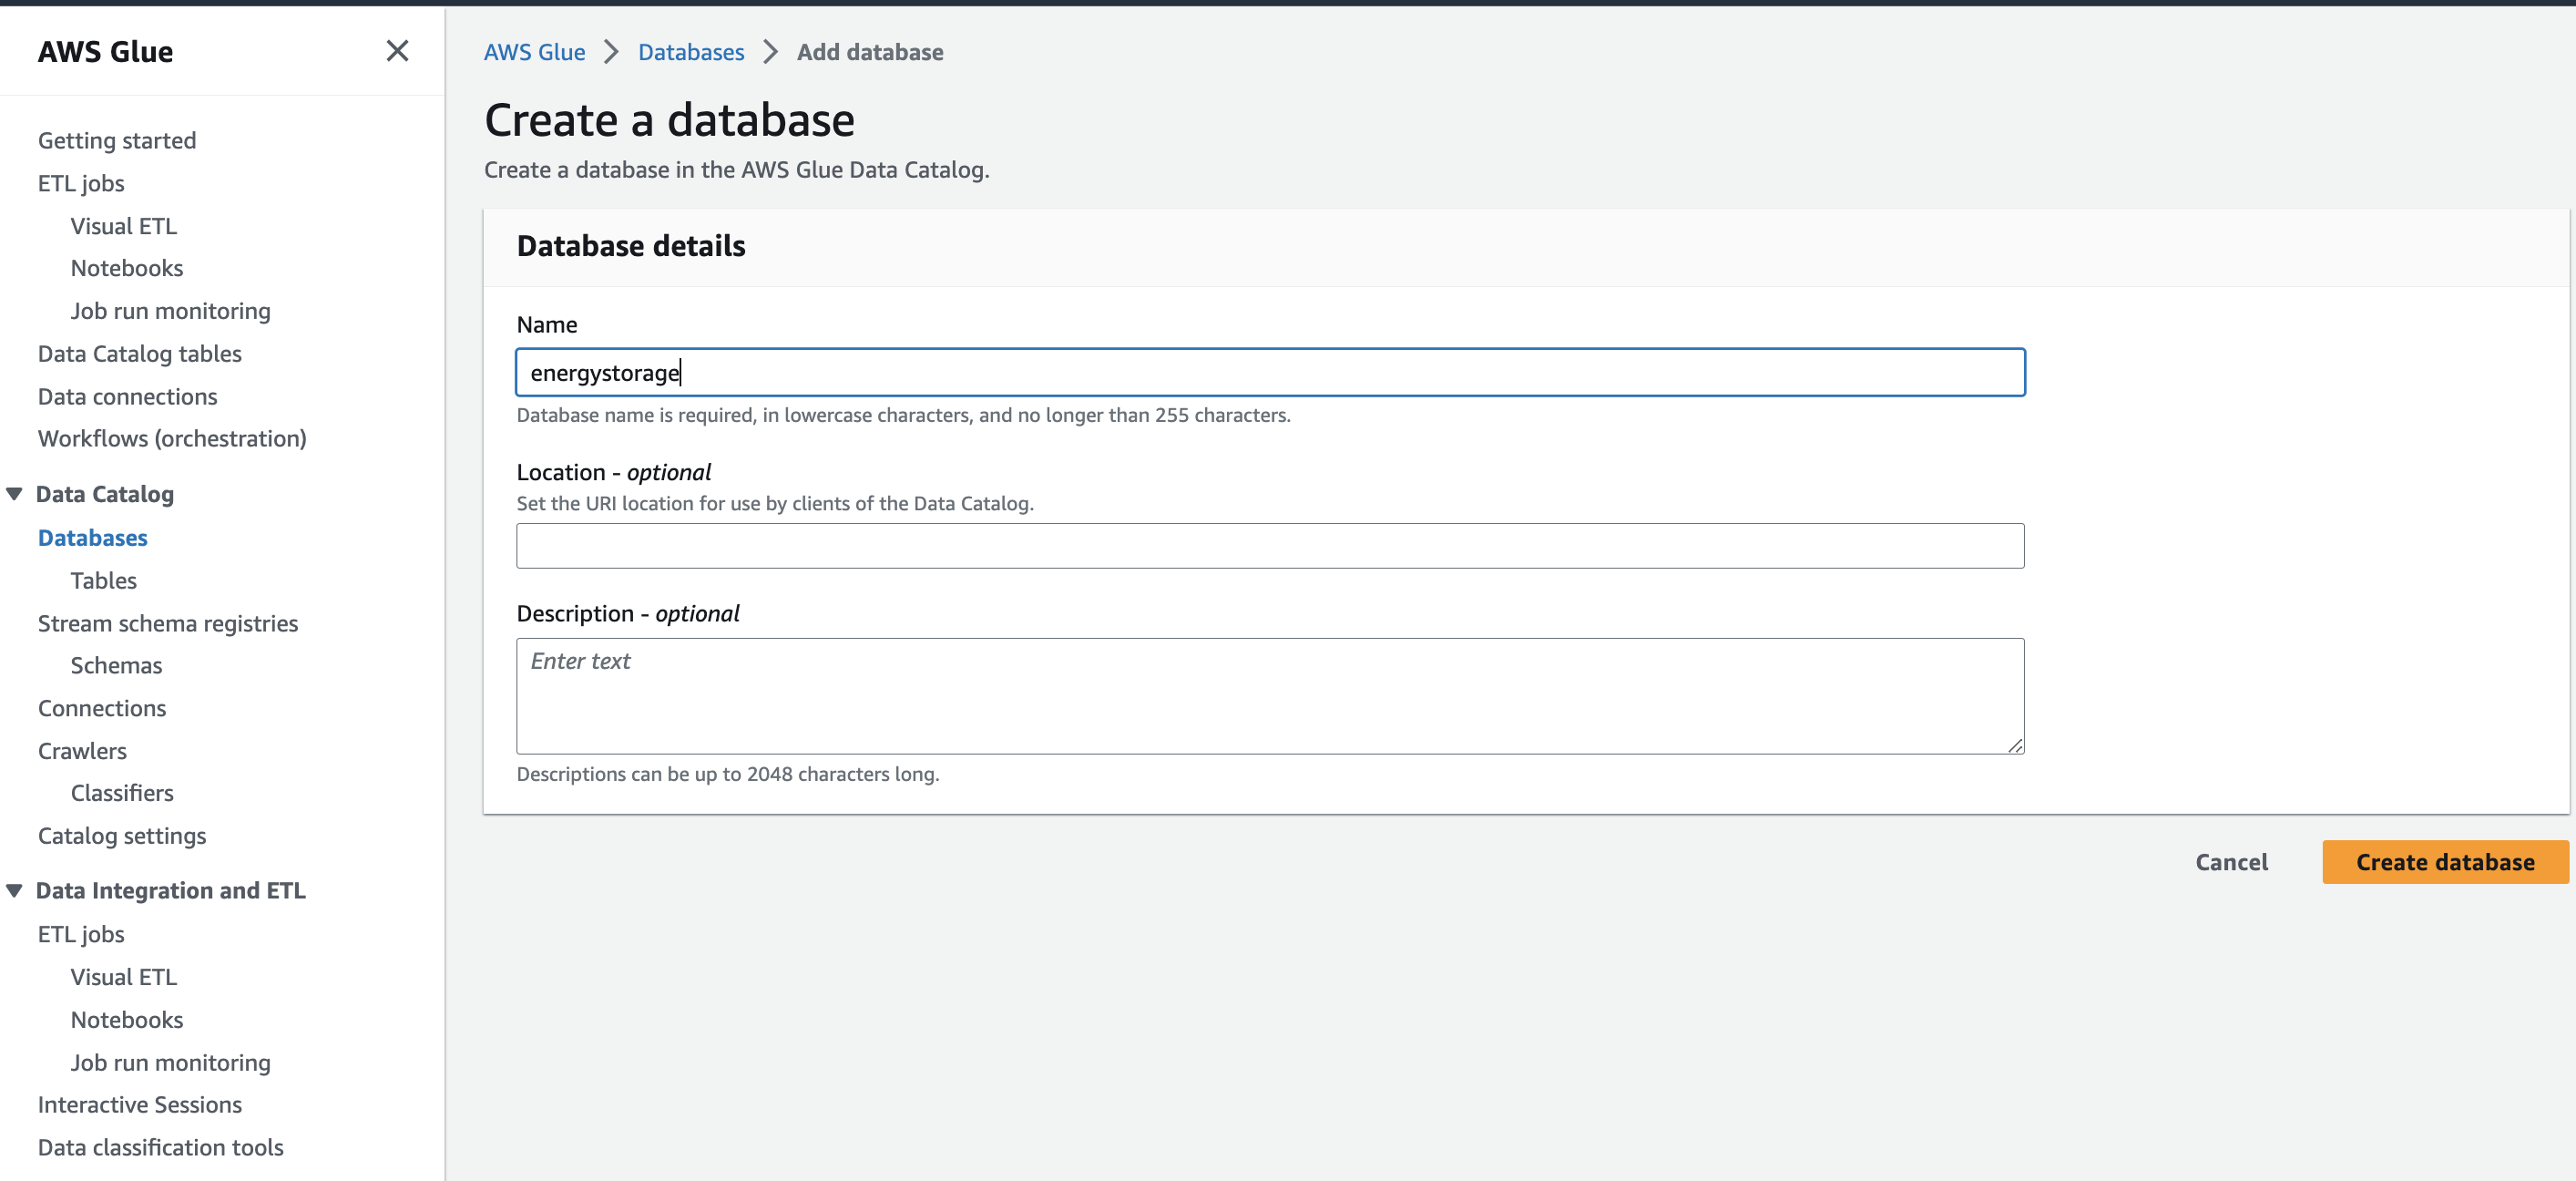 AWS Glue
Getting started
ETL jobs
Visual ETL
Notebooks
Job run monitoring
Data Catalog tables
Data connections
Workflows (orchestration)
Data Catalog
Databases
Tables
Stream schema registries
Schemas
Connections
Crawlers
Classifiers
Catalog settings
Data Integration and ETL
ETL jobs
Visual ETL
Notebooks
Job run monitoring
Interactive Sessions
Data classification tools
AWS Glue > Databases > Add database
Create a database
Create a database in the AWS Glue Data Catalog.
Database details
Name
energystorage
Database name is required, in lowercase characters, and no longer than 255 characters.
Location - optional
Set the URI location for use by clients of the Data Catalog.
Description - optional
Enter text
Descriptions can be up to 2048 characters long.
Cancel
Create database